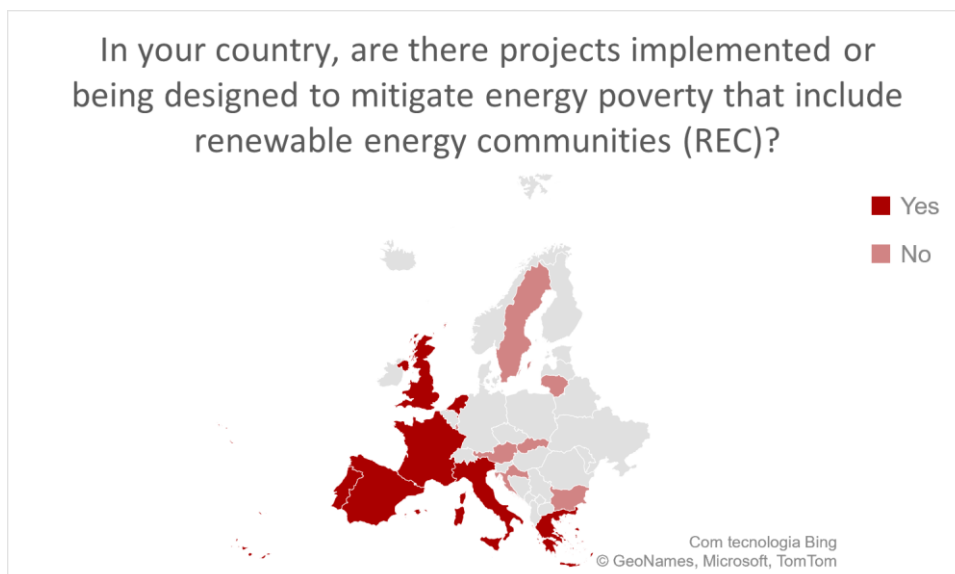 In your country, are there projects implemented or
being designed to mitigate energy poverty that include
renewable energy communities (REC)?
Yes
No
Com tecnologia Bing
© GeoNames, Microsoft, TomTom